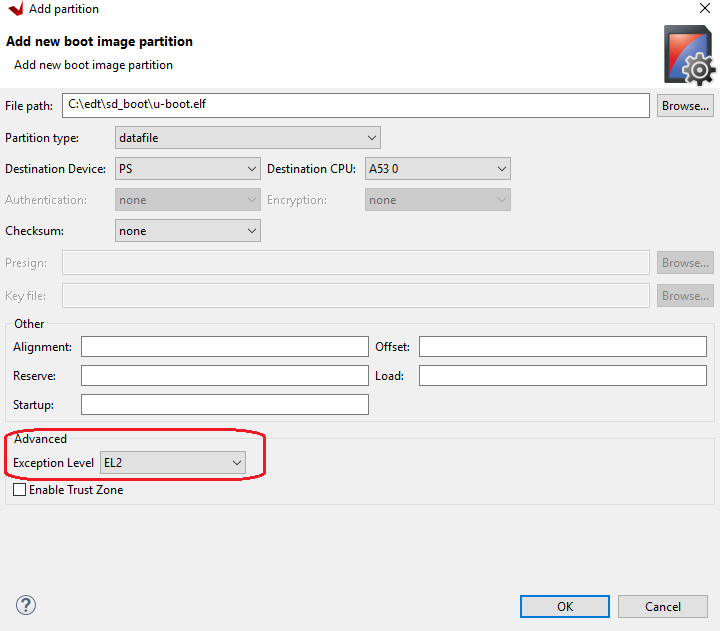 Add partition
Add new boot image partition
Add new boot image partition
File path: C:\edt\sd_boot\u-boot.elf Browse...
Partition type: datafile
Destination Device: PS Destination CPU: A53 0
Authentication: none Encryption: none
Checksum: none
Presign: Browse...
Key file: Browse...
Other
Alignment: Offset:
Reserve: Load:
Startup:
Advanced
Exception Level EL2
Enable Trust Zone
? OK Cancel